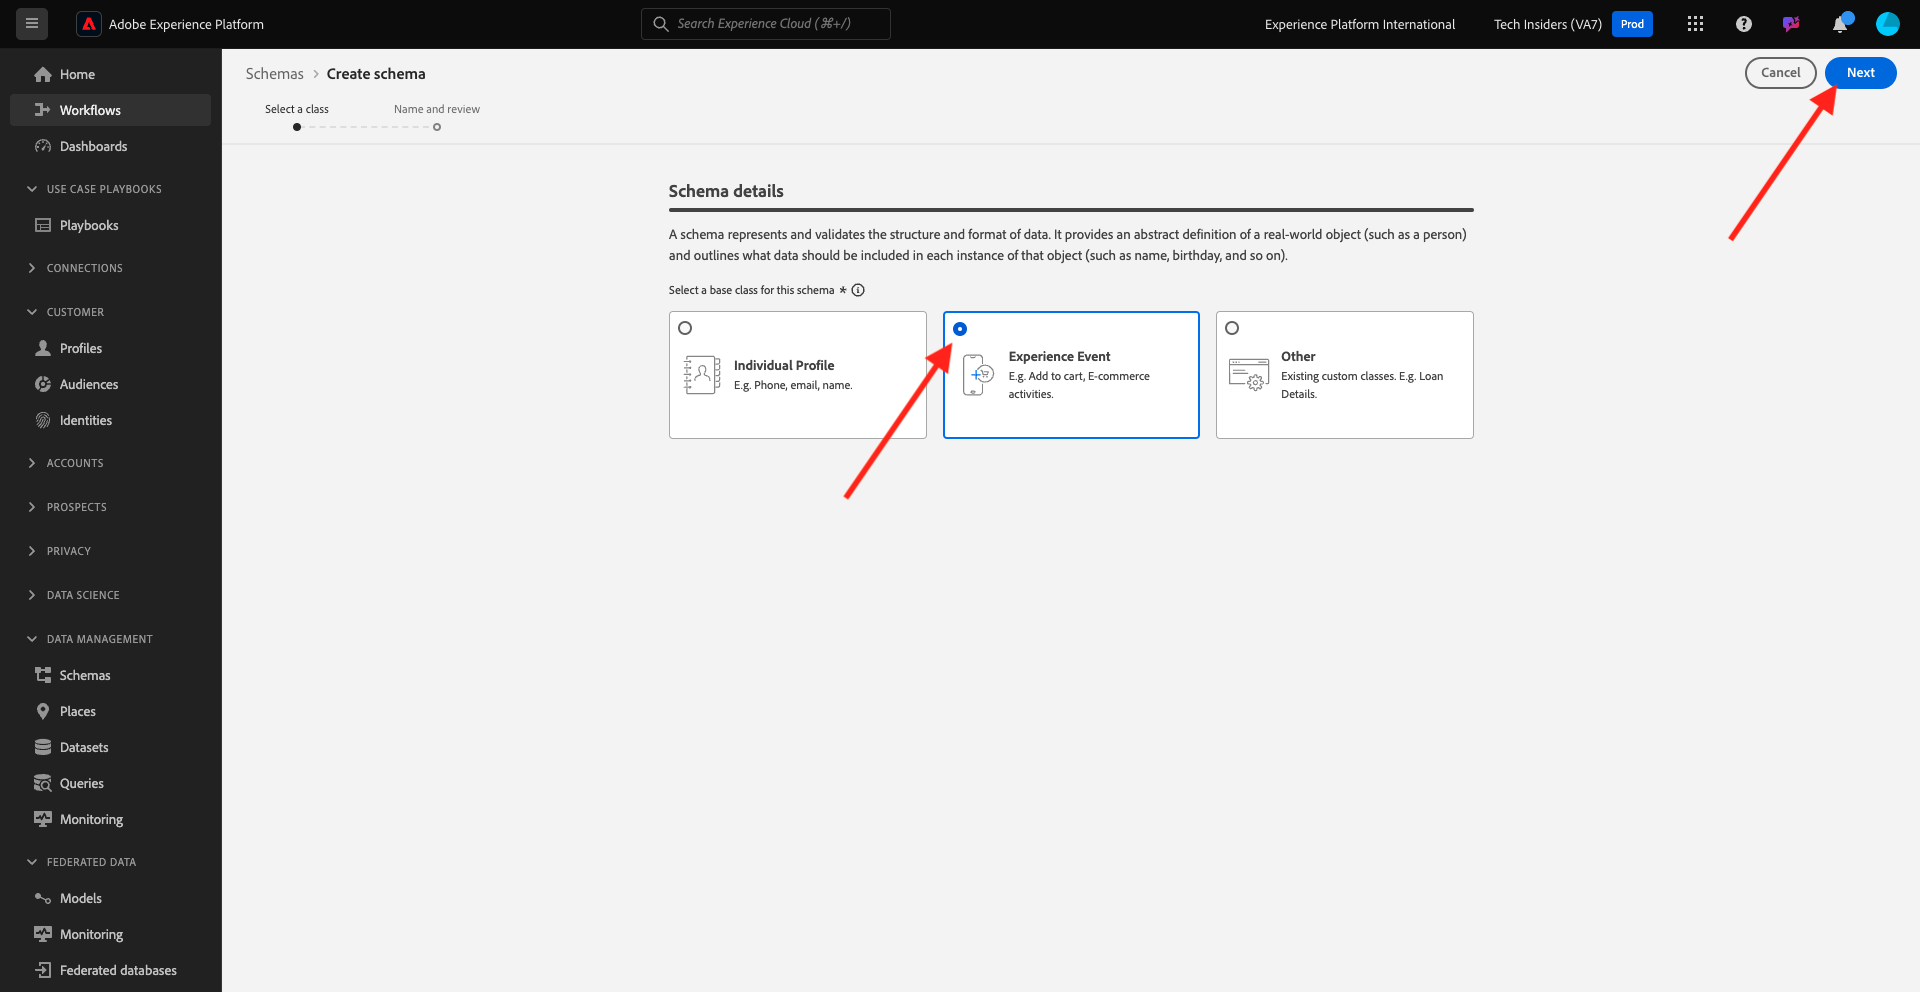 Adobe Experience Platform
Search Experience Cloud (⌘+/)
Experience Platform International
Tech Insiders (VA7)
Prod
Home
Workflows
Dashboards
USE CASE PLAYBOOKS
Playbooks
CONNECTIONS
CUSTOMER
Profiles
Audiences
Identities
ACCOUNTS
PROSPECTS
PRIVACY
DATA SCIENCE
DATA MANAGEMENT
Schemas
Places
Datasets
Queries
Monitoring
FEDERATED DATA
Models
Monitoring
Federated databases
Schemas > Create schema
Cancel
Next
Select a class
Name and review
Schema details
A schema represents and validates the structure and format of data. It provides an abstract definition of a real-world object (such as a person)
and outlines what data should be included in each instance of that object (such as name, birthday, and so on).
Select a base class for this schema *
Individual Profile
E.g. Phone, email, name.
Experience Event
E.g. Add to cart, E-commerce
activities.
Other
Existing custom classes. E.g. Loan
Details.